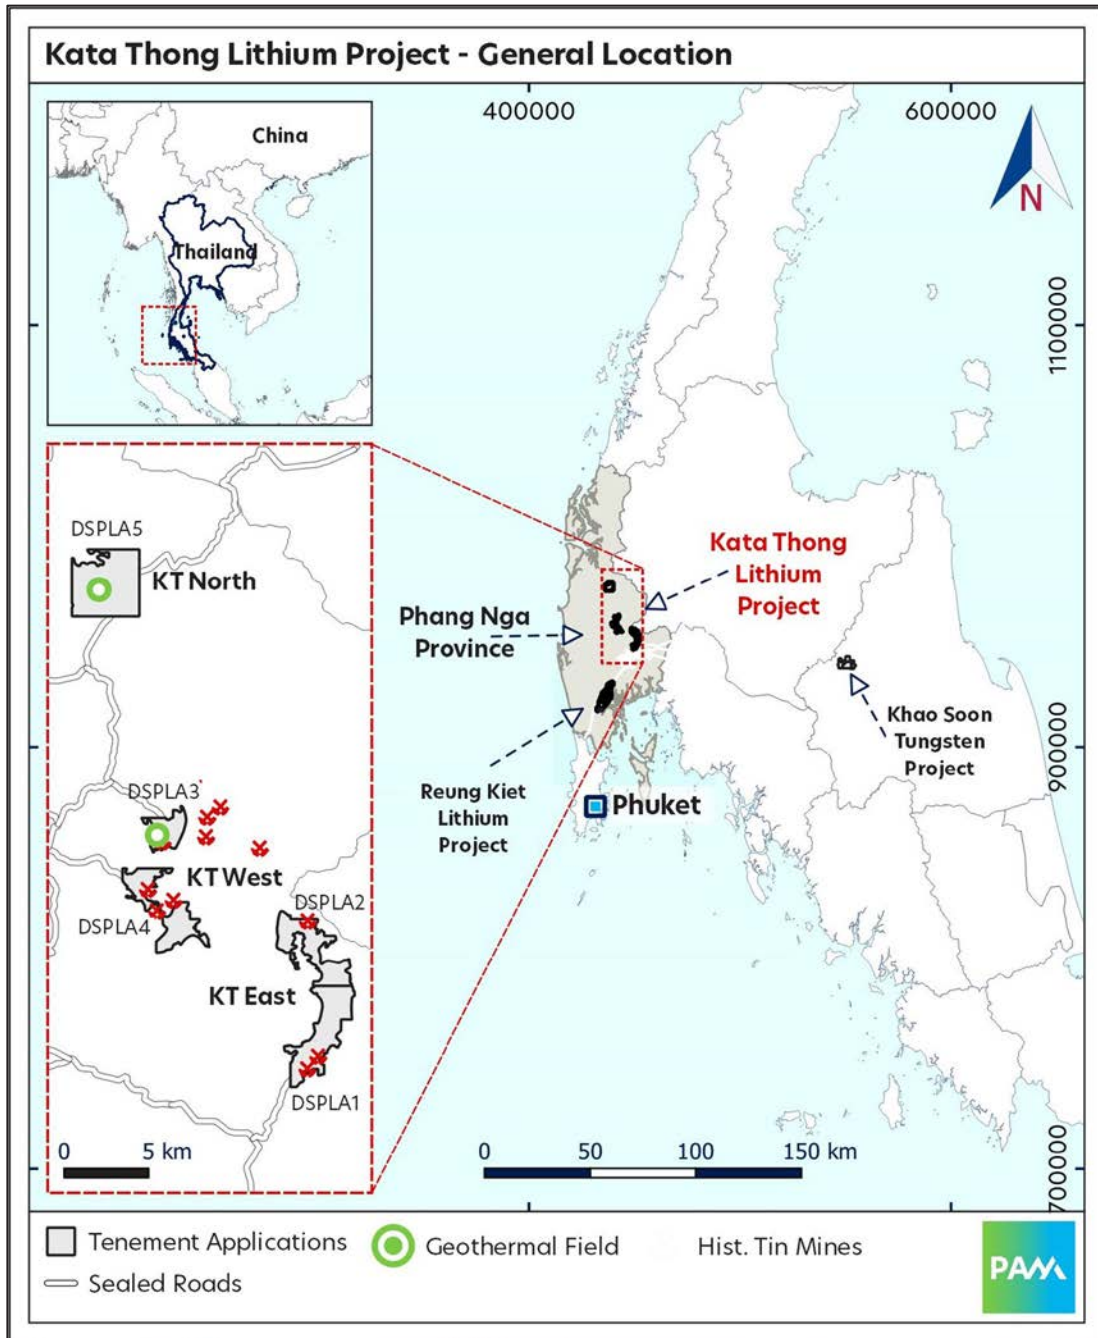 Kata Thong Lithium Project - General Location
400000
600000
China
Thailand
N
1100000
DSPLA5
KT North
Kata Thong
Lithium
Project
Phang Nga
Province
Khao Soon
Tungsten
Project
900000
Reung Kiet
Lithium
Project
Phuket
DSPLA3
KT West
DSPLA2
DSPLA4
KT East
DSPLA1
0 5 km
0 50 100 150 km
700000
Tenement Applications
Geothermal Field
Hist. Tin Mines
Sealed Roads
PAM